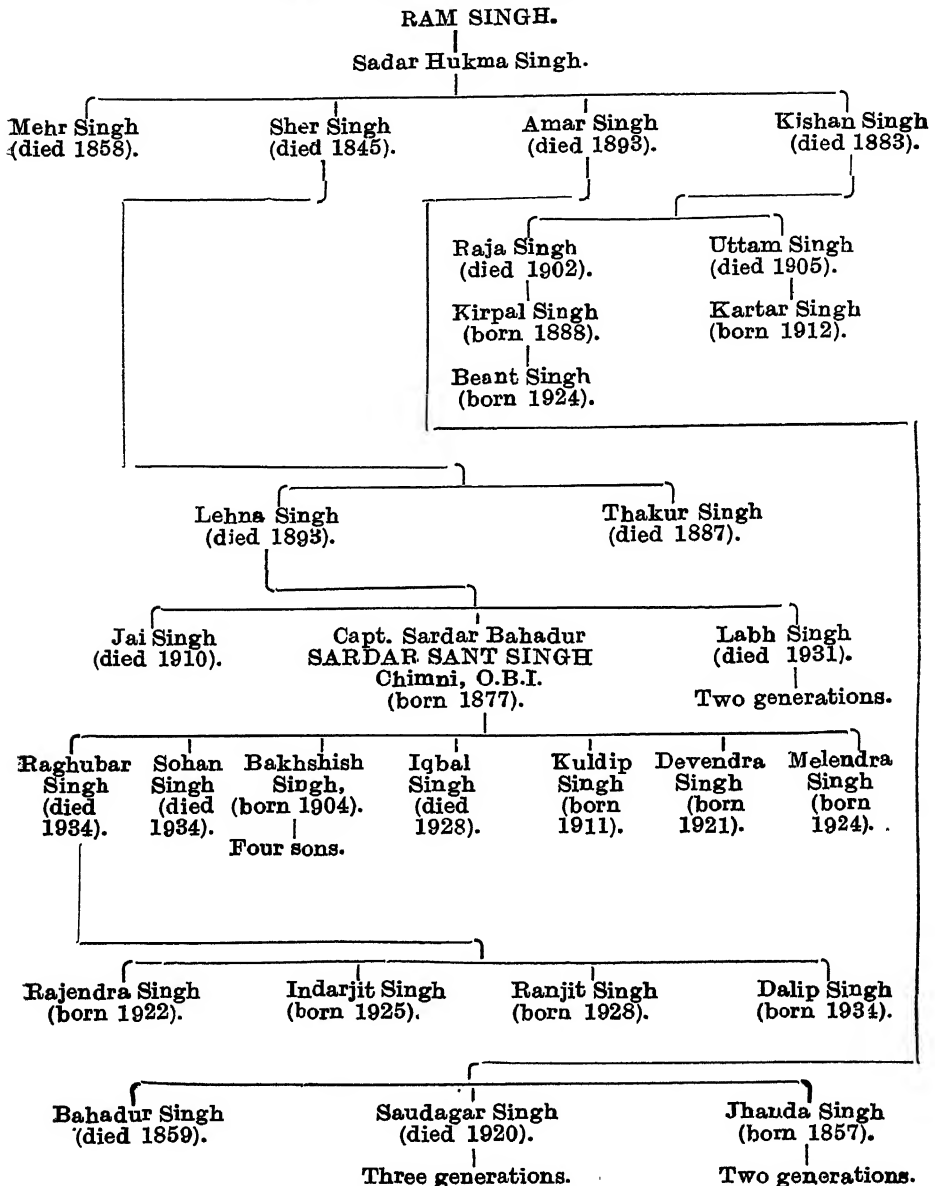 RAM SINGH.
Sadar Hukma Singh.
Mehr Singh
(died 1858).
Sher Singh
(died 1845).
Amar Singh
(died 1893).
Kishan Singh
(died 1883).
Raja Singh
(died 1902).
Uttam Singh
(died 1905).
Kirpal Singh
(born 1888).
Kartar Singh
(born 1912).
Beant Singh
(born 1924).
Lehna Singh
(died 1893).
Thakur Singh
(died 1887).
Jai Singh
(died 1910).
Capt. Sardar Bahadur
SARDAR SANT SINGH
Chimni, O.B.I.
(born 1877).
Labh Singh
(died 1931).
Two generations.
Raghubar
Singh
(died
1934).
Sohan
Singh
(died
1934).
Bakhshish
Singh,
(born 1904).
Four sons.
Iqbal
Singh
(died
1928).
Kuldip
Singh
(born
1911).
Devendra
Singh
(born
1921).
Melendra
Singh
(born
1924).
Rajendra Singh
(born 1922).
Indarjit Singh
(born 1925).
Ranjit Singh
(born 1928).
Dalip Singh
(born 1934).
Bahadur Singh
(died 1859).
Saudagar Singh
(died 1920).
Three generations.
Jhanda Singh
(born 1857).
Two generations.